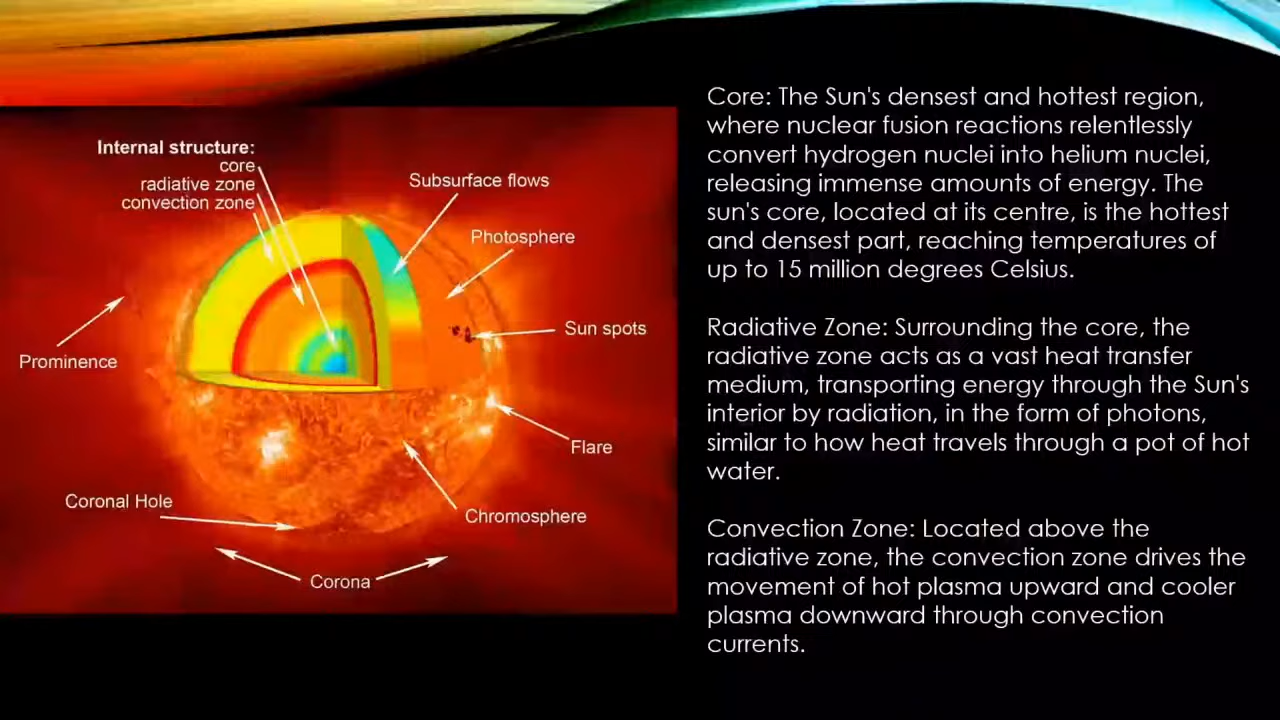 Internal structure:
core
radiative zone
convection zone
Subsurface flows
Photosphere
Sun spots
Prominence
Flare
Coronal Hole
Chromosphere
Corona
Core: The Sun's densest and hottest region,
where nuclear fusion reactions relentlessly
convert hydrogen nuclei into helium nuclei,
releasing immense amounts of energy. The
sun's core, located at its centre, is the hottest
and densest part, reaching temperatures of
up to 15 million degrees Celsius.
Radiative Zone: Surrounding the core, the
radiative zone acts as a vast heat transfer
medium, transporting energy through the Sun's
interior by radiation, in the form of photons,
similar to how heat travels through a pot of hot
water.
Convection Zone: Located above the
radiative zone, the convection zone drives the
movement of hot plasma upward and cooler
plasma downward through convection
currents.